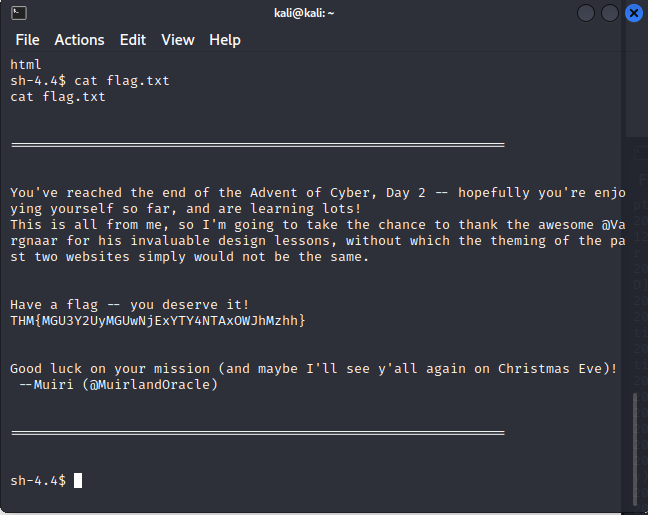 kali@kali: ~
File Actions Edit View Help
html
sh-4.4$ cat flag.txt
cat flag.txt
==============================================================
You've reached the end of the Advent of Cyber, Day 2 -- hopefully you're enjo
ying yourself so far, and are learning lots!
This is all from me, so I'm going to take the chance to thank the awesome @Va
rgnaar for his invaluable design lessons, without which the theming of the pa
st two websites simply would not be the same.
Have a flag -- you deserve it!
THM{MGU3Y2UyMGUwNjExYTY4NTAxOWJhMzhh}
Good luck on your mission (and maybe I'll see y'all again on Christmas Eve)!
--Muiri (@MuirlandOracle)
==============================================================
sh-4.4$